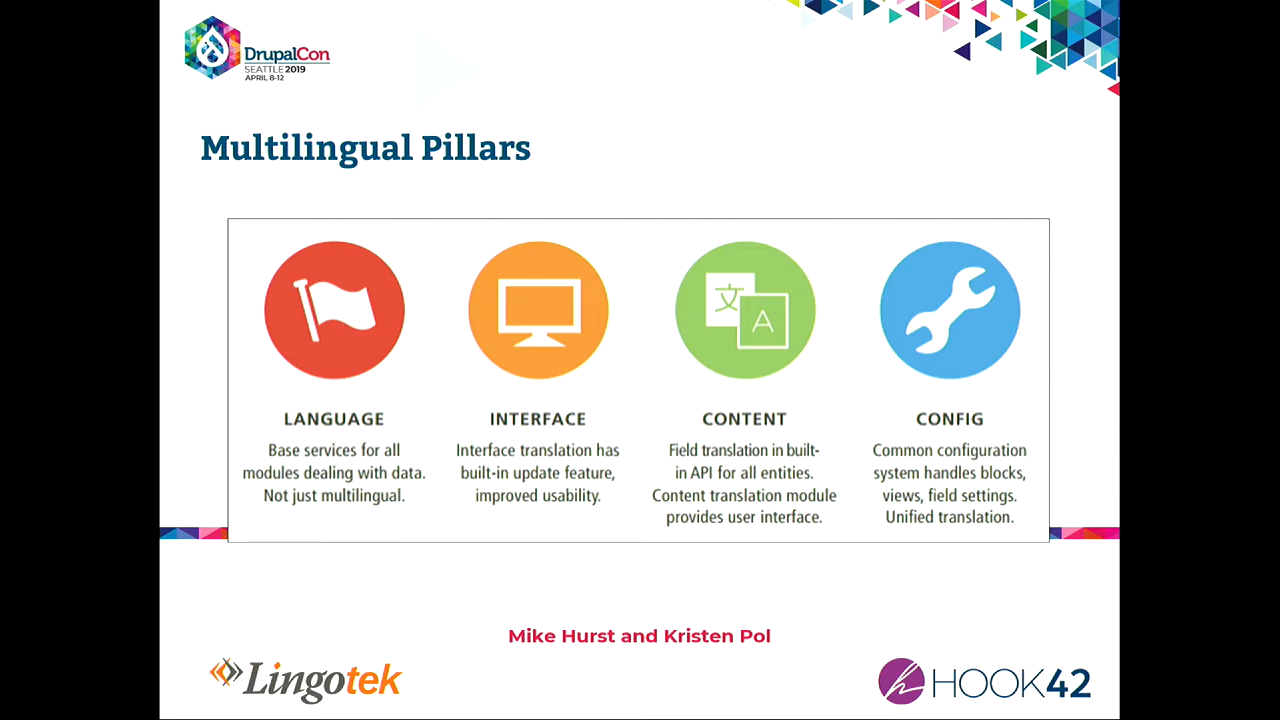 DrupalCon
SEATTLE 2019
APRIL 8-12
Multilingual Pillars
文
A
LANGUAGE
Base services for all
modules dealing with data.
Not just multilingual.
INTERFACE
Interface translation has
built-in update feature,
improved usability.
CONTENT
Field translation in built-
in API for all entities.
Content translation module
provides user interface.
CONFIG
Common configuration
system handles blocks,
views, field settings.
Unified translation.
Mike Hurst and Kristen Pol
Lingotek
h
HOOK42